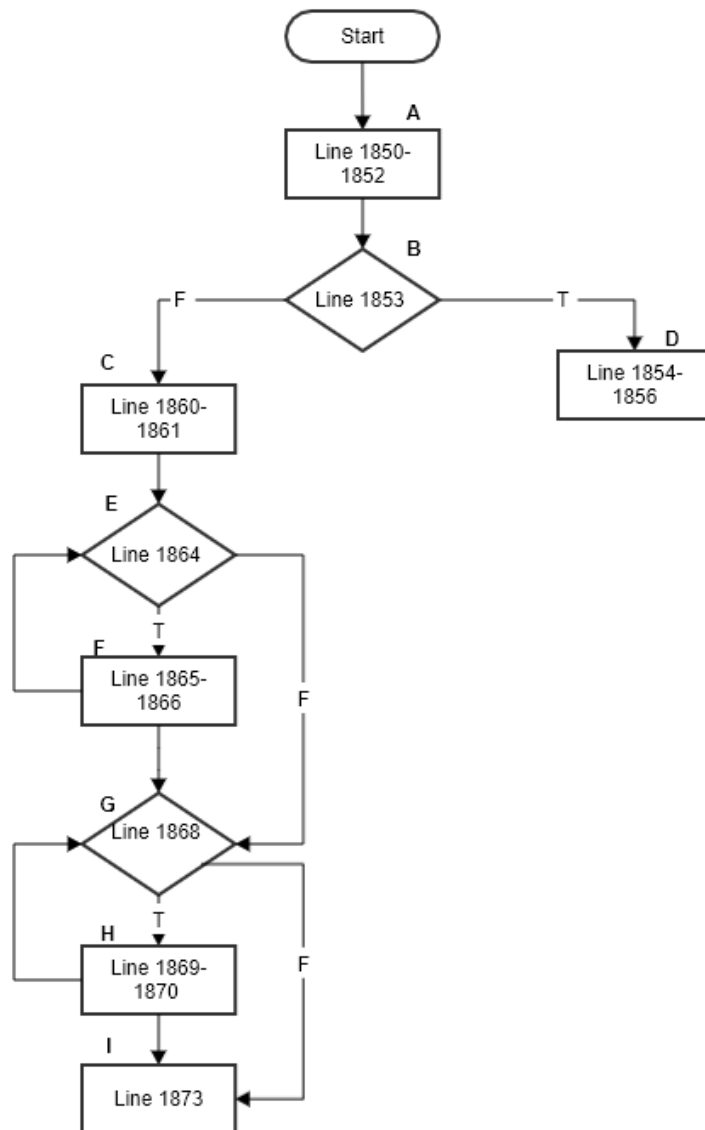 Start
A
Line 1850-
1852
B
Line 1853
F
T
C
D
Line 1860-
1861
Line 1854-
1856
E
Line 1864
T
F
Line 1865-
1866
F
G
Line 1868
T
H
F
Line 1869-
1870
I
Line 1873